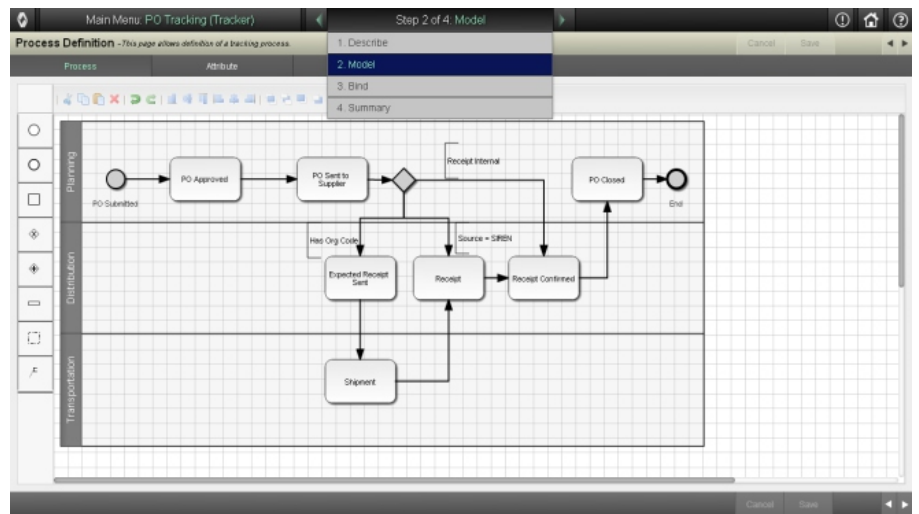 Main Menu: PO Tracking (Tracker)
Step 2 of 4: Model
Process Definition - This page allows definition of a tracking process.
Cancel
Save
1. Describe
2. Model
3. Bind
4. Summary
Process
Attribute
Planning
PO Submitted
PO Approved
PO Sent to
Supplier
Receipt Internal
PO Closed
End
Distribution
Has Org Code
Source = SIREN
Expected Receipt
Sent
Receipt
Receipt Confirmed
Transportation
Shipment
Cancel
Save